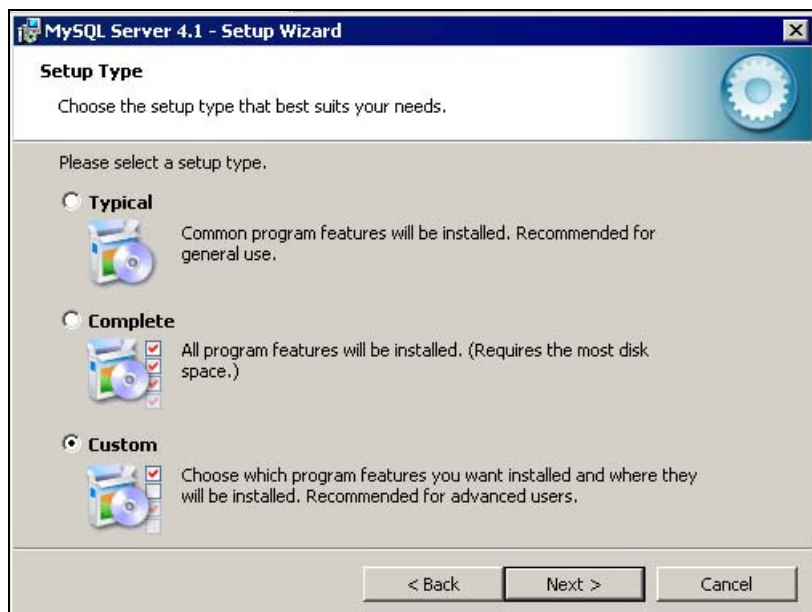 MySQL Server 4.1 - Setup Wizard
Setup Type
Choose the setup type that best suits your needs.
Please select a setup type.
Typical
Common program features will be installed. Recommended for
general use.
Complete
All program features will be installed. (Requires the most disk
space.)
Custom
Choose which program features you want installed and where they
will be installed. Recommended for advanced users.
< Back
Next >
Cancel